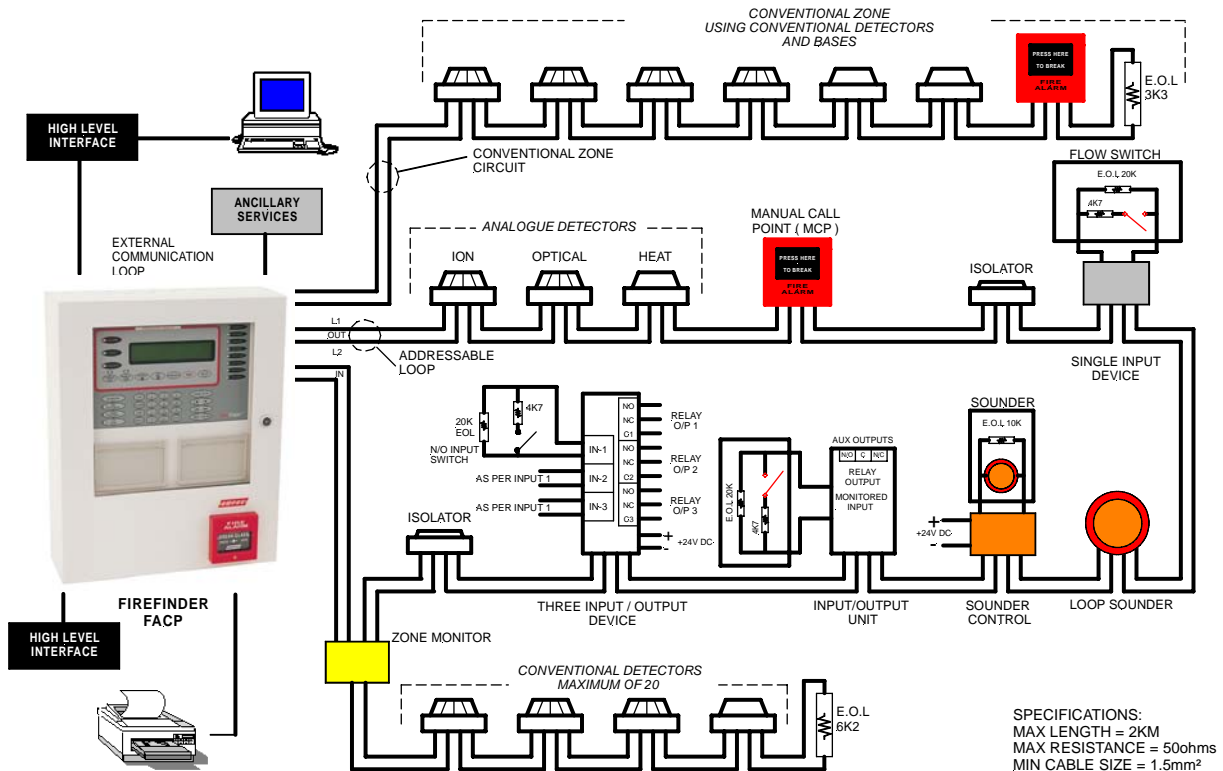 CONVENTIONAL ZONE
USING CONVENTIONAL DETECTORS
AND BASES
PRESS HERE
TO BREAK
FIRE
ALARM
E.O.L
3K3
HIGH LEVEL
INTERFACE
CONVENTIONAL ZONE
CIRCUIT
FLOW SWITCH
E.O.L 20K
4K7
ANCILLARY
SERVICES
ANALOGUE DETECTORS
MANUAL CALL
POINT ( MCP )
EXTERNAL
COMMUNICATION
LOOP
ION
OPTICAL
HEAT
PRESS HERE
TO BREAK
FIRE
ALARM
ISOLATOR
L1
OUT
L2
IN
ADDRESSABLE
LOOP
SINGLE INPUT
DEVICE
20K
EOL
4K7
N/O INPUT
SWITCH
IN-1
IN-2
IN-3
AS PER INPUT 1
AS PER INPUT 1
NO
NC
C1
NO
NC
C2
NO
NC
C3
RELAY
O/P 1
RELAY
O/P 2
RELAY
O/P 3
+
-
+24V DC
E.O.L 20K
4K7
AUX OUTPUTS
N/O C N/C
RELAY
OUTPUT
MONITORED
INPUT
SOUNDER
E.O.L 10K
+
+24V DC
-
ISOLATOR
FIRE
ALARM
FIREFINDER
FACP
THREE INPUT / OUTPUT
DEVICE
INPUT/OUTPUT
UNIT
SOUNDER
CONTROL
LOOP SOUNDER
HIGH LEVEL
INTERFACE
ZONE MONITOR
CONVENTIONAL DETECTORS
MAXIMUM OF 20
E.O.L
6K2
SPECIFICATIONS:
MAX LENGTH = 2KM
MAX RESISTANCE = 50ohms
MIN CABLE SIZE = 1.5mm²